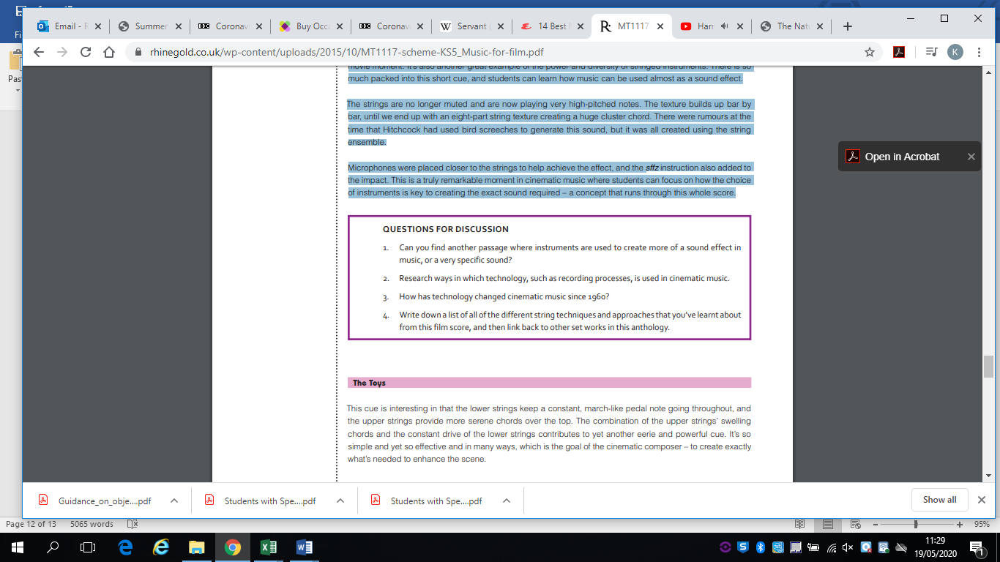 Fi
Pas
Email - R
Summer
BBC Coronav
Buy Occa
BBC Coronav
W Servant (
14 Best
MT1117
Harr
The Natu
rhinegold.co.uk/wp-content/uploads/2015/10/MT1117-scheme-KS5_Music-for-film.pdf
K
movie moment. It's also another great example of the power and diversity of stringed instruments. There is so
much packed into this short cue, and students can learn how music can be used almost as a sound effect.
The strings are no longer muted and are now playing very high-pitched notes. The texture builds up bar by
bar, until we end up with an eight-part string texture creating a huge cluster chord. There were rumours at the
time that Hitchcock had used bird screeches to generate this sound, but it was all created using the string
ensemble.
Microphones were placed closer to the strings to help achieve the effect, and the sffz instruction also added to
the impact. This is a truly remarkable moment in cinematic music where students can focus on how the choice
of instruments is key to creating the exact sound required – a concept that runs through this whole score.
Open in Acrobat
QUESTIONS FOR DISCUSSION
1. Can you find another passage where instruments are used to create more of a sound effect in
music, or a very specific sound?
2. Research ways in which technology, such as recording processes, is used in cinematic music.
3. How has technology changed cinematic music since 1960?
4. Write down a list of all of the different string techniques and approaches that you've learnt about
from this film score, and then link back to other set works in this anthology.
The Toys
This cue is interesting in that the lower strings keep a constant, march-like pedal note going throughout, and
the upper strings provide more serene chords over the top. The combination of the upper strings' swelling
chords and the constant drive of the lower strings contributes to yet another eerie and powerful cue. It's so
simple and yet so effective and in many ways, which is the goal of the cinematic composer – to create exactly
what's needed to enhance the scene.
Guidance_on_obje....pdf
Students with Spe....pdf
Students with Spe....pdf
Show all
Page 12 of 13
5065 words
95%
11:29
19/05/2020
1